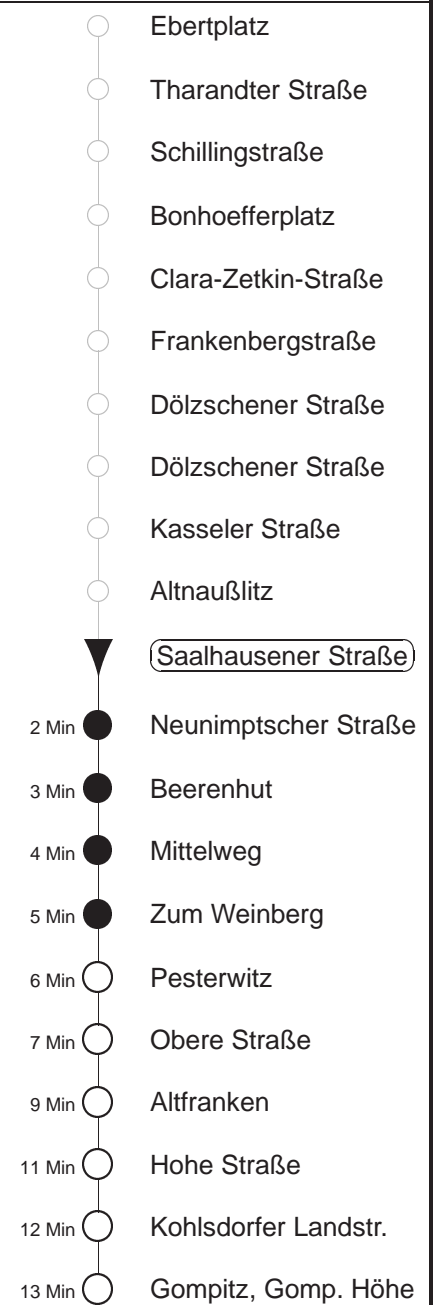 Ebertplatz
Tharandter Straße
Schillingstraße
Bonhoefferplatz
Clara-Zetkin-Straße
Frankenbergstraße
Dölzschener Straße
Dölzschener Straße
Kasseler Straße
Altnaußlitz
Saalhausener Straße
2 Min Neunimptscher Straße
3 Min Beerenhut
4 Min Mittelweg
5 Min Zum Weinberg
6 Min Pesterwitz
7 Min Obere Straße
9 Min Altfranken
11 Min Hohe Straße
12 Min Kohlsdorfer Landstr.
13 Min Gompitz, Gomp. Höhe